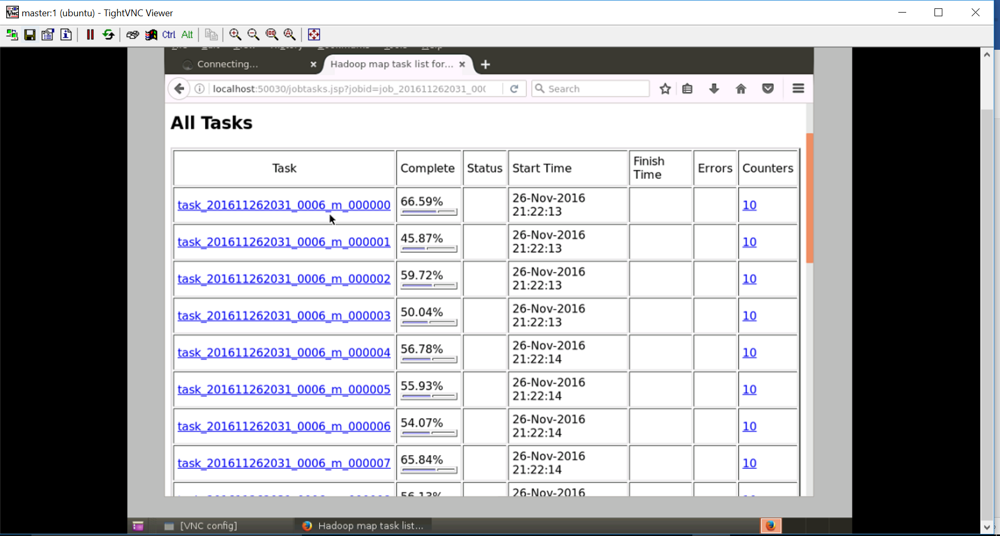 master:1 (ubuntu) - TightVNC Viewer
Ctrl Alt
Connecting...
Hadoop map task list for...
localhost:50030/jobtasks.jsp?jobid=job_201611262031_00
Search
All Tasks
Task Complete Status Start Time Finish Time Errors Counters
task_201611262031_0006_m_000000 66.59% 26-Nov-2016 21:22:13 10
task_201611262031_0006_m_000001 45.87% 26-Nov-2016 21:22:13 10
task_201611262031_0006_m_000002 59.72% 26-Nov-2016 21:22:13 10
task_201611262031_0006_m_000003 50.04% 26-Nov-2016 21:22:13 10
task_201611262031_0006_m_000004 56.78% 26-Nov-2016 21:22:14 10
task_201611262031_0006_m_000005 55.93% 26-Nov-2016 21:22:14 10
task_201611262031_0006_m_000006 54.07% 26-Nov-2016 21:22:14 10
task_201611262031_0006_m_000007 65.84% 26-Nov-2016 21:22:14 10
56.13% 26-Nov-2016
[VNC config]
Hadoop map task list...